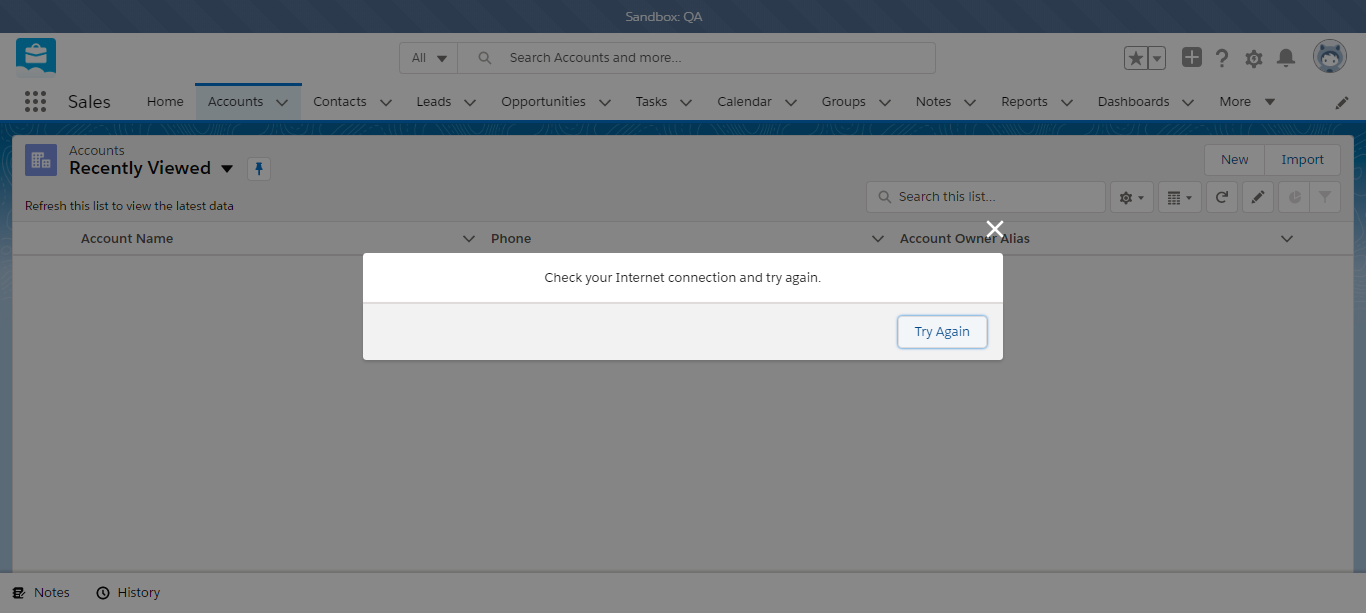 Sandbox: QA
All
Search Accounts and more...
Sales
Home
Accounts
Contacts
Leads
Opportunities
Tasks
Calendar
Groups
Notes
Reports
Dashboards
More
Accounts
Recently Viewed
New
Import
Refresh this list to view the latest data
Search this list...
Account Name
Phone
Account Owner Alias
Check your Internet connection and try again.
Try Again
Notes
History